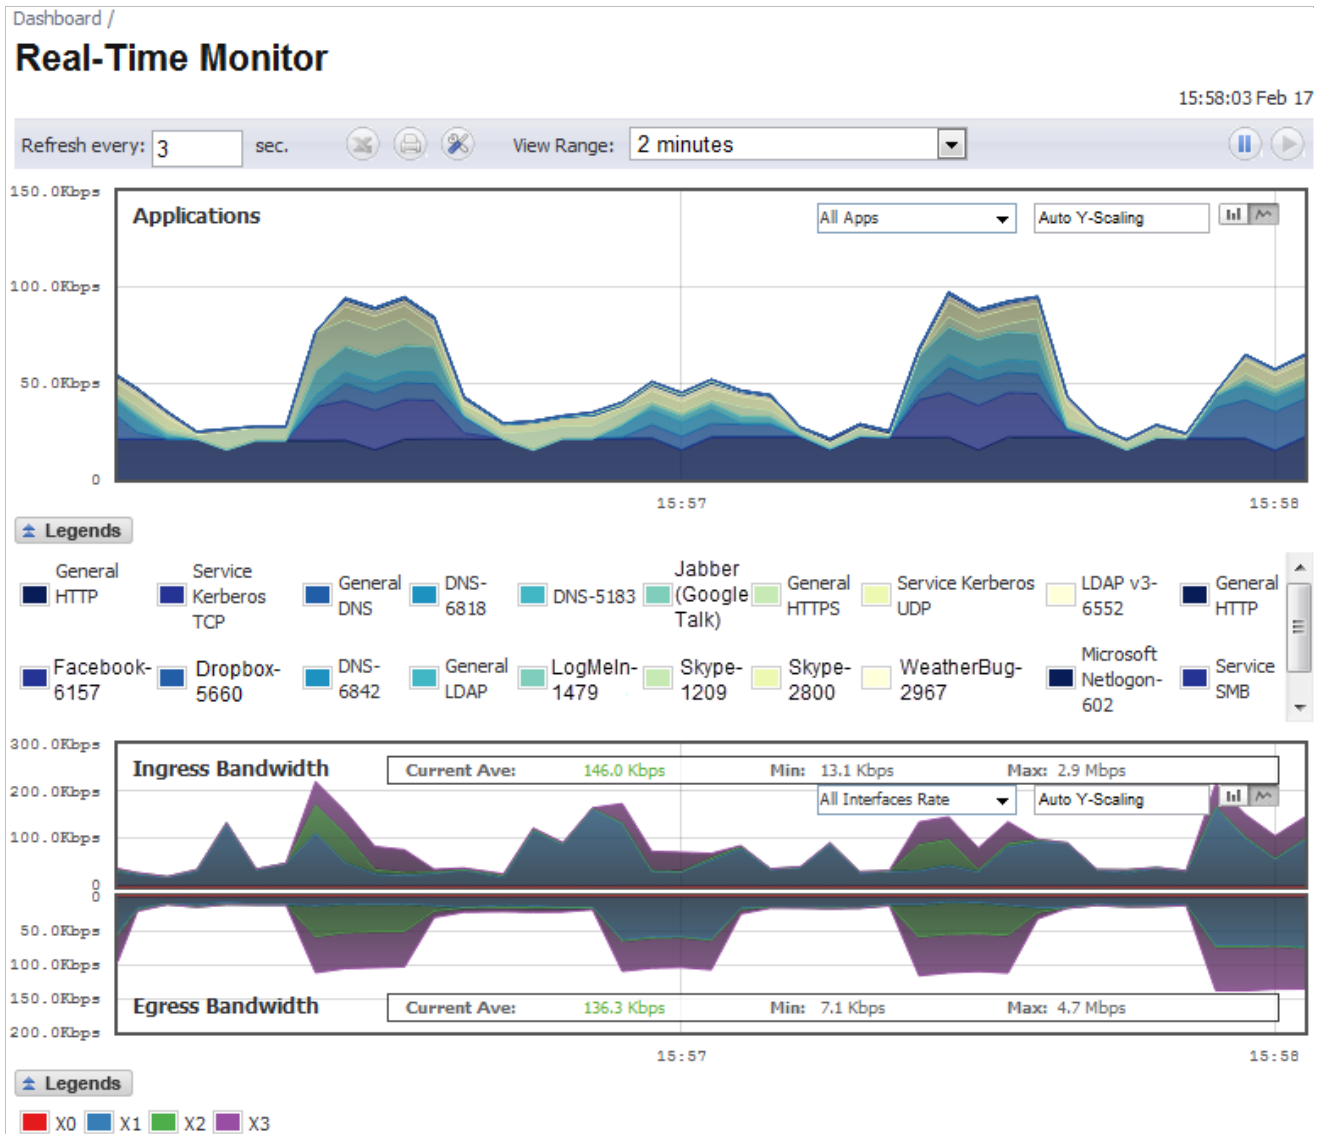 Dashboard /
Real-Time Monitor
15:58:03 Feb 17
Refresh every: 3 sec. View Range: 2 minutes
150.0Kbps
Applications All Apps Auto Y-Scaling
100.0Kbps
50.0Kbps
0
15:57 15:58
Legends
General HTTP
Service Kerberos TCP
General DNS
DNS-6818
DNS-5183
Jabber (Google Talk)
General HTTPS
Service Kerberos UDP
LDAP v3-6552
General HTTP
Facebook-6157
Dropbox-5660
DNS-6842
General LDAP
LogMeIn-1479
Skype-1209
Skype-2800
WeatherBug-2967
Microsoft Netlogon-602
Service SMB
300.0Kbps
Ingress Bandwidth Current Ave: 146.0 Kbps Min: 13.1 Kbps Max: 2.9 Mbps
200.0Kbps All Interfaces Rate Auto Y-Scaling
100.0Kbps
0
0
50.0Kbps
100.0Kbps
150.0Kbps
Egress Bandwidth Current Ave: 136.3 Kbps Min: 7.1 Kbps Max: 4.7 Mbps
200.0Kbps
15:57 15:58
Legends
X0 X1 X2 X3